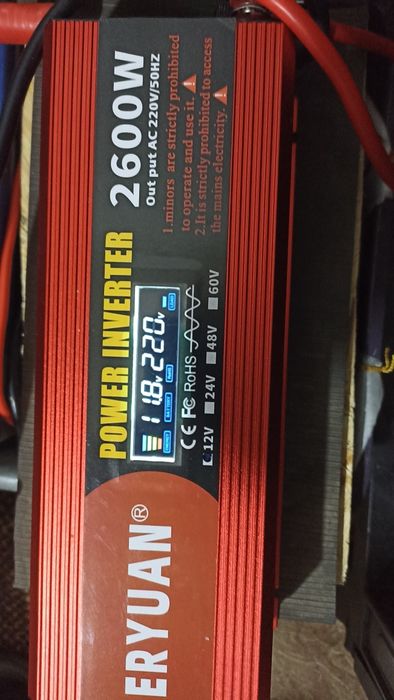 ERYUAN®
POWER INVERTER
2600W
Out put AC 220V/50HZ
11.8v 220v
CE FC RoHS
12V 24V 48V 60V
1.minors are strictly prohibited
to operate and use it.
2.It is strictly prohibited to access
the mains electricity.